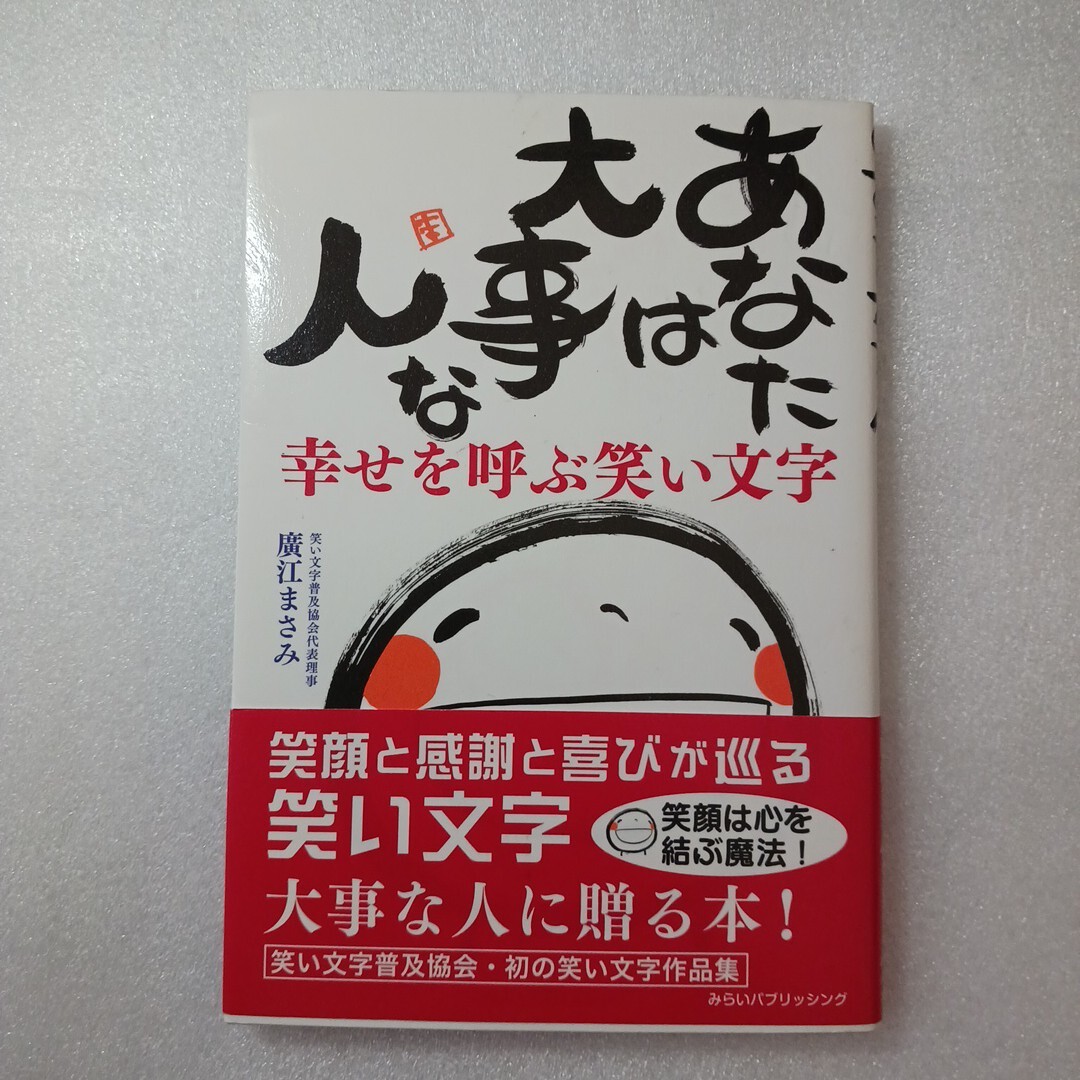 あなたは
大事な
人
幸せを呼ぶ笑い文字
笑い文字普及協会代表理事
廣江まさみ
笑顔と感謝と喜びが巡る
笑い文字
笑顔は心を
結ぶ魔法！
大事な人に贈る本！
笑い文字普及協会・初の笑い文字作品集
みらいパブリッシング